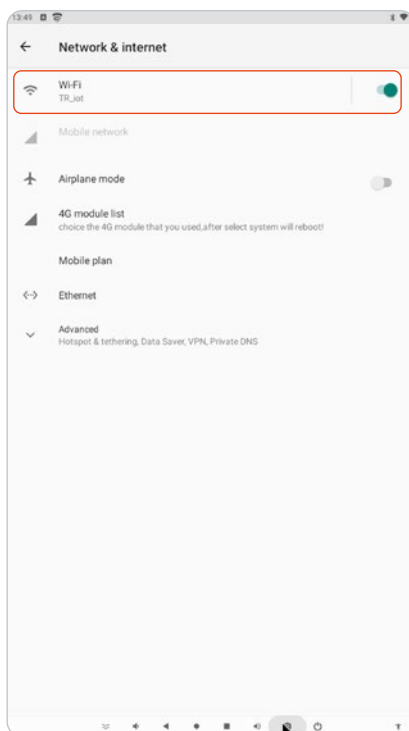 13:49
Network & internet
Wi-Fi
TR_iot
Mobile network
Airplane mode
4G module list
choice the 4G module that you used,after select system will reboot!
Mobile plan
Ethernet
Advanced
Hotspot & tethering, Data Saver, VPN, Private DNS